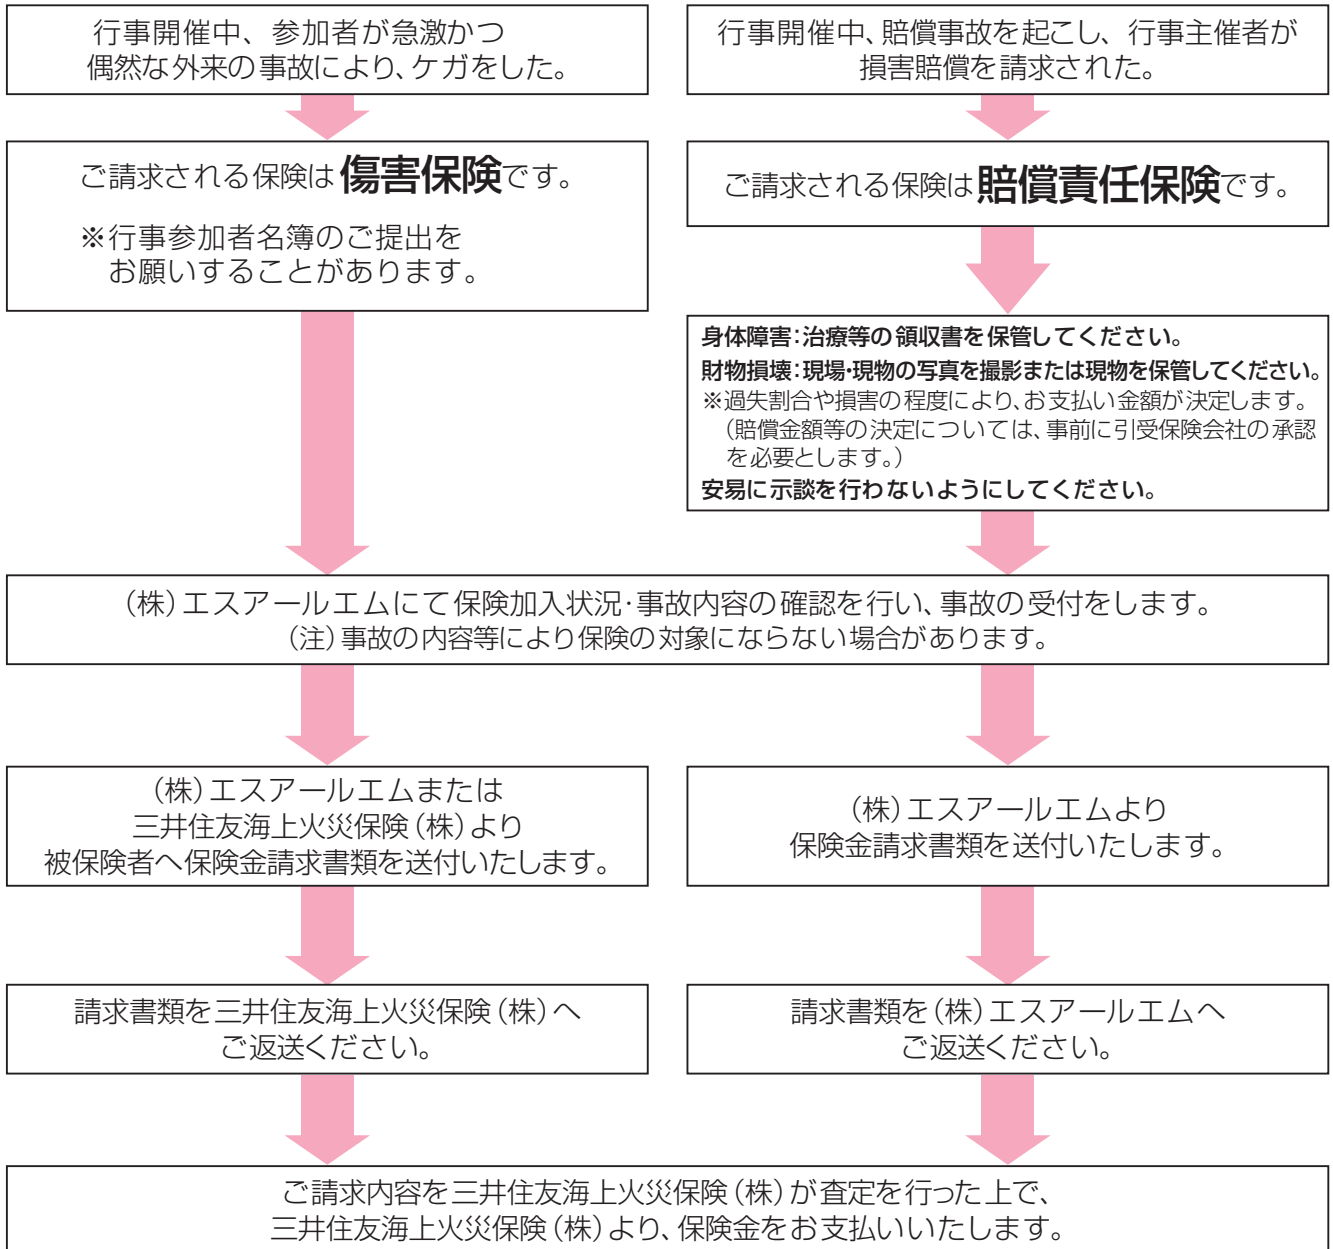 行事開催中、参加者が急激かつ
偶然な外来の事故により、ケガをした。
行事開催中、賠償事故を起こし、行事主催者が
損害賠償を請求された。
ご請求される保険は傷害保険です。
※行事参加者名簿のご提出を
お願いすることがあります。
ご請求される保険は賠償責任保険です。
身体障害:治療等の領収書を保管してください。
財物損壊:現場・現物の写真を撮影または現物を保管してください。
※過失割合や損害の程度により、お支払い金額が決定します。
(賠償金額等の決定については、事前に引受保険会社の承認
を必要とします。)
安易に示談を行わないようにしてください。
(株)エスアールエムにて保険加入状況・事故内容の確認を行い、事故の受付をします。
(注)事故の内容等により保険の対象にならない場合があります。
(株)エスアールエムまたは
三井住友海上火災保険(株)より
被保険者へ保険金請求書類を送付いたします。
(株)エスアールエムより
保険金請求書類を送付いたします。
請求書類を三井住友海上火災保険(株)へ
ご返送ください。
請求書類を(株)エスアールエムへ
ご返送ください。
ご請求内容を三井住友海上火災保険(株)が査定を行った上で、
三井住友海上火災保険(株)より、保険金をお支払いいたします。